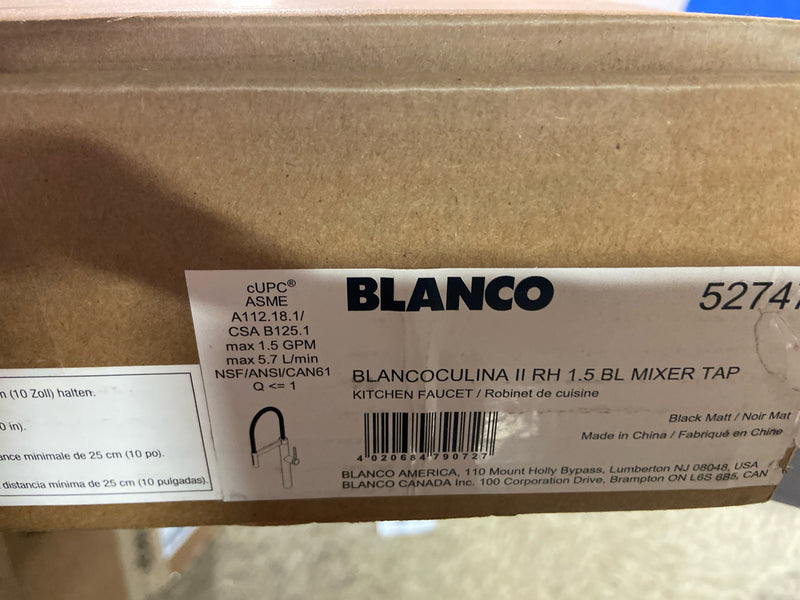 cUPC®
ASME
A112.18.1/
CSA B125.1
max 1.5 GPM
max 5.7 L/min
NSF/ANSI/CAN61
Q <= 1
BLANCO
52747
BLANCOCULINA II RH 1.5 BL MIXER TAP
KITCHEN FAUCET / Robinet de cuisine
Black Matt / Noir Mat
Made in China / Fabriqué en Chine
4 020684 790727
BLANCO AMERICA, 110 Mount Holly Bypass, Lumberton NJ 08048, USA
BLANCO CANADA Inc. 100 Corporation Drive, Brampton ON L6S 6B5, CAN
(10 Zoll) halten.
0 in).
ance minimale de 25 cm (10 po).
distancia mínima de 25 cm (10 pulgadas).